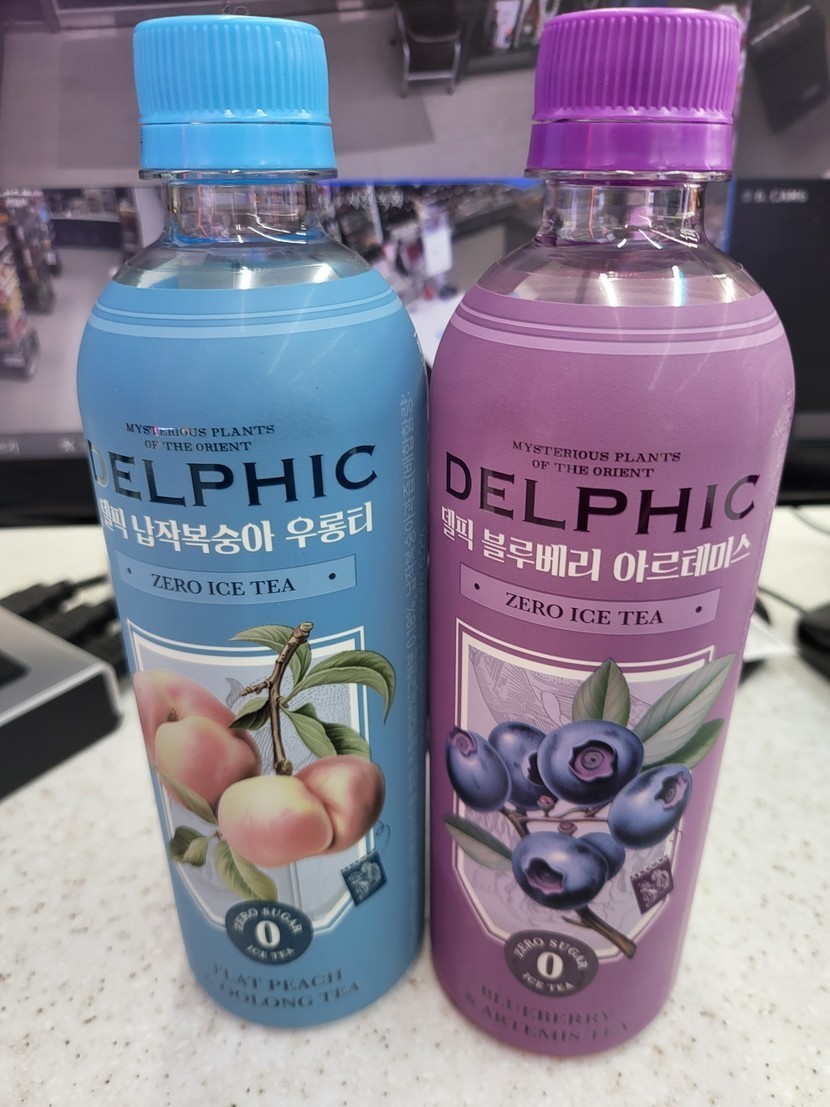 MYSTERIOUS PLANTS
OF THE ORIENT
DELPHIC
델픽 납작복숭아 우롱티
ZERO ICE TEA
ZERO SUGAR
0
ICE TEA
FLAT PEACH
OOLONG TEA
MYSTERIOUS PLANTS
OF THE ORIENT
DELPHIC
델픽 블루베리 아르테미스
ZERO ICE TEA
ZERO SUGAR
0
ICE TEA
BLUEBERRY
& ARTEMIS TEA